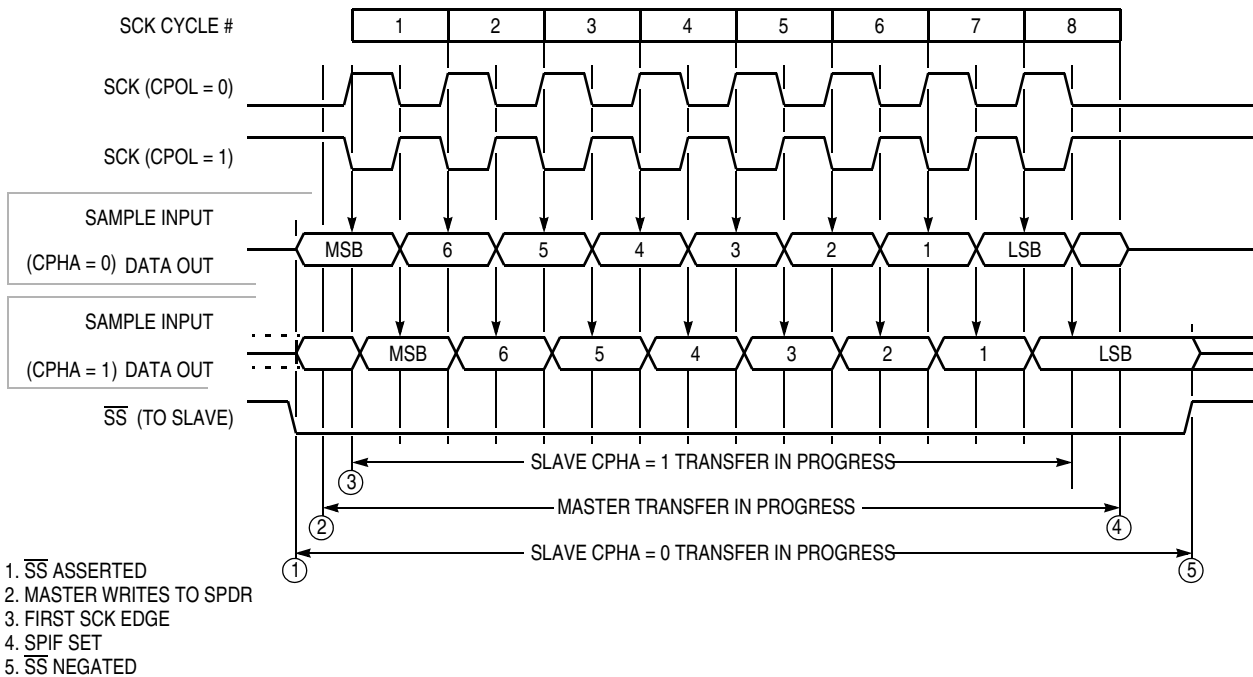 SCK CYCLE #
1 2 3 4 5 6 7 8
SCK (CPOL = 0)
SCK (CPOL = 1)
SAMPLE INPUT
(CPHA = 0) DATA OUT
MSB 6 5 4 3 2 1 LSB
SAMPLE INPUT
(CPHA = 1) DATA OUT
MSB 6 5 4 3 2 1 LSB
SS (TO SLAVE)
SLAVE CPHA = 1 TRANSFER IN PROGRESS
3
MASTER TRANSFER IN PROGRESS
2 4
SLAVE CPHA = 0 TRANSFER IN PROGRESS
1 5
1. SS ASSERTED
2. MASTER WRITES TO SPDR
3. FIRST SCK EDGE
4. SPIF SET
5. SS NEGATED